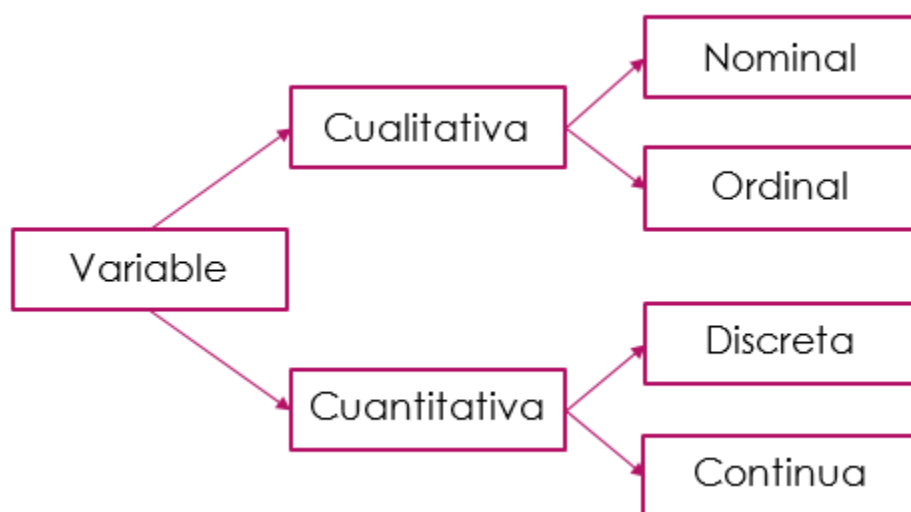 Variable
Cualitativa
Nominal
Ordinal
Cuantitativa
Discreta
Continua